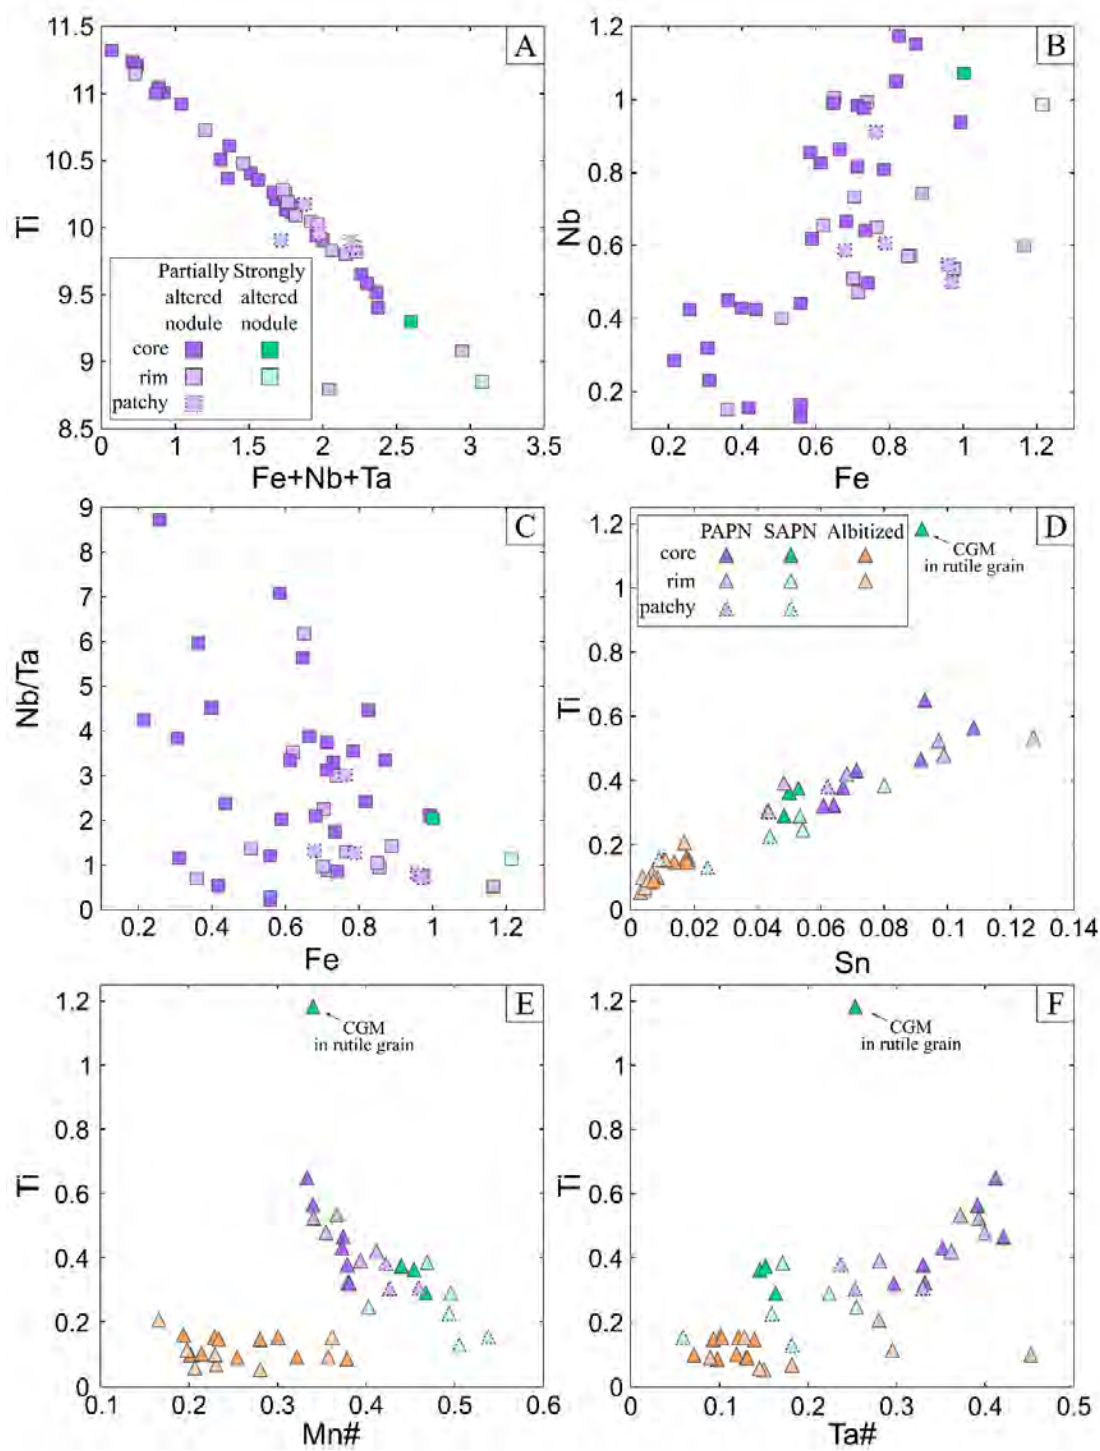 11.5
11
10.5
10
9.5
9
8.5
Ti
A
Partially Strongly
altered altered
nodule nodule
core
rim
patchy
0 1 1.5 2 2.5 3 3.5
Fe+Nb+Ta
1.2
1
0.8
0.6
0.4
0.2
Nb
B
0.2 0.4 0.6 0.8 1 1.2
Fe
9
8
7
6
5
4
3
2
1
0
Nb/Ta
C
0.2 0.4 0.6 0.8 1 1.2
Fe
1.2
1
0.8
0.6
0.4
0.2
0
Ti
D
PAPN SAPN Albitized
core
rim
patchy
CGM
in rutile grain
0 0.02 0.04 0.06 0.08 0.1 0.12 0.14
Sn
1.2
1
0.8
0.6
0.4
0.2
0
Ti
E
CGM
in rutile grain
0.1 0.2 0.3 0.4 0.5 0.6
Mn#
1.2
1
0.8
0.6
0.4
0.2
0
Ti
F
CGM
in rutile grain
0 0.1 0.2 0.3 0.4 0.5
Ta#